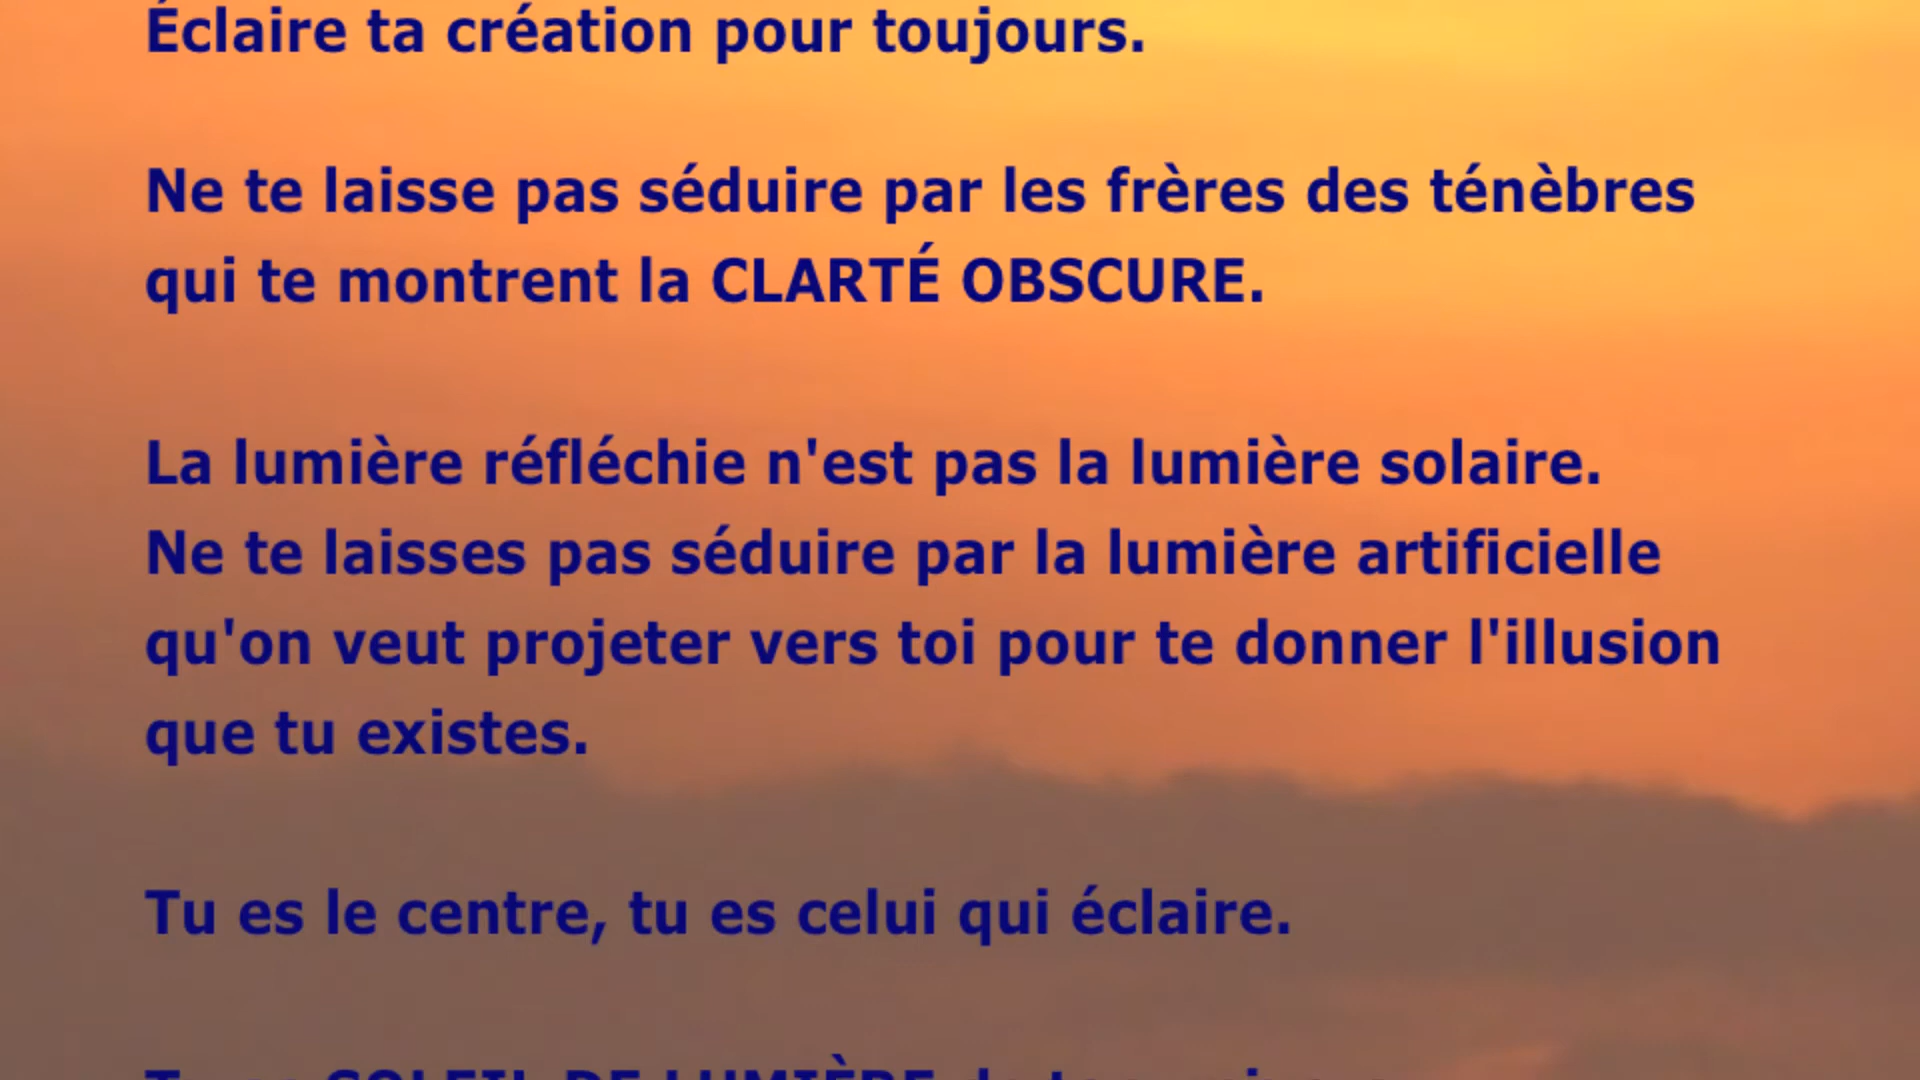 Éclaire ta création pour toujours.
Ne te laisse pas séduire par les frères des ténèbres
qui te montrent la CLARTÉ OBSCURE.
La lumière réfléchie n'est pas la lumière solaire.
Ne te laisses pas séduire par la lumière artificielle
qu'on veut projeter vers toi pour te donner l'illusion
que tu existes.
Tu es le centre, tu es celui qui éclaire.
SOLEIL DE LUMIÈRE